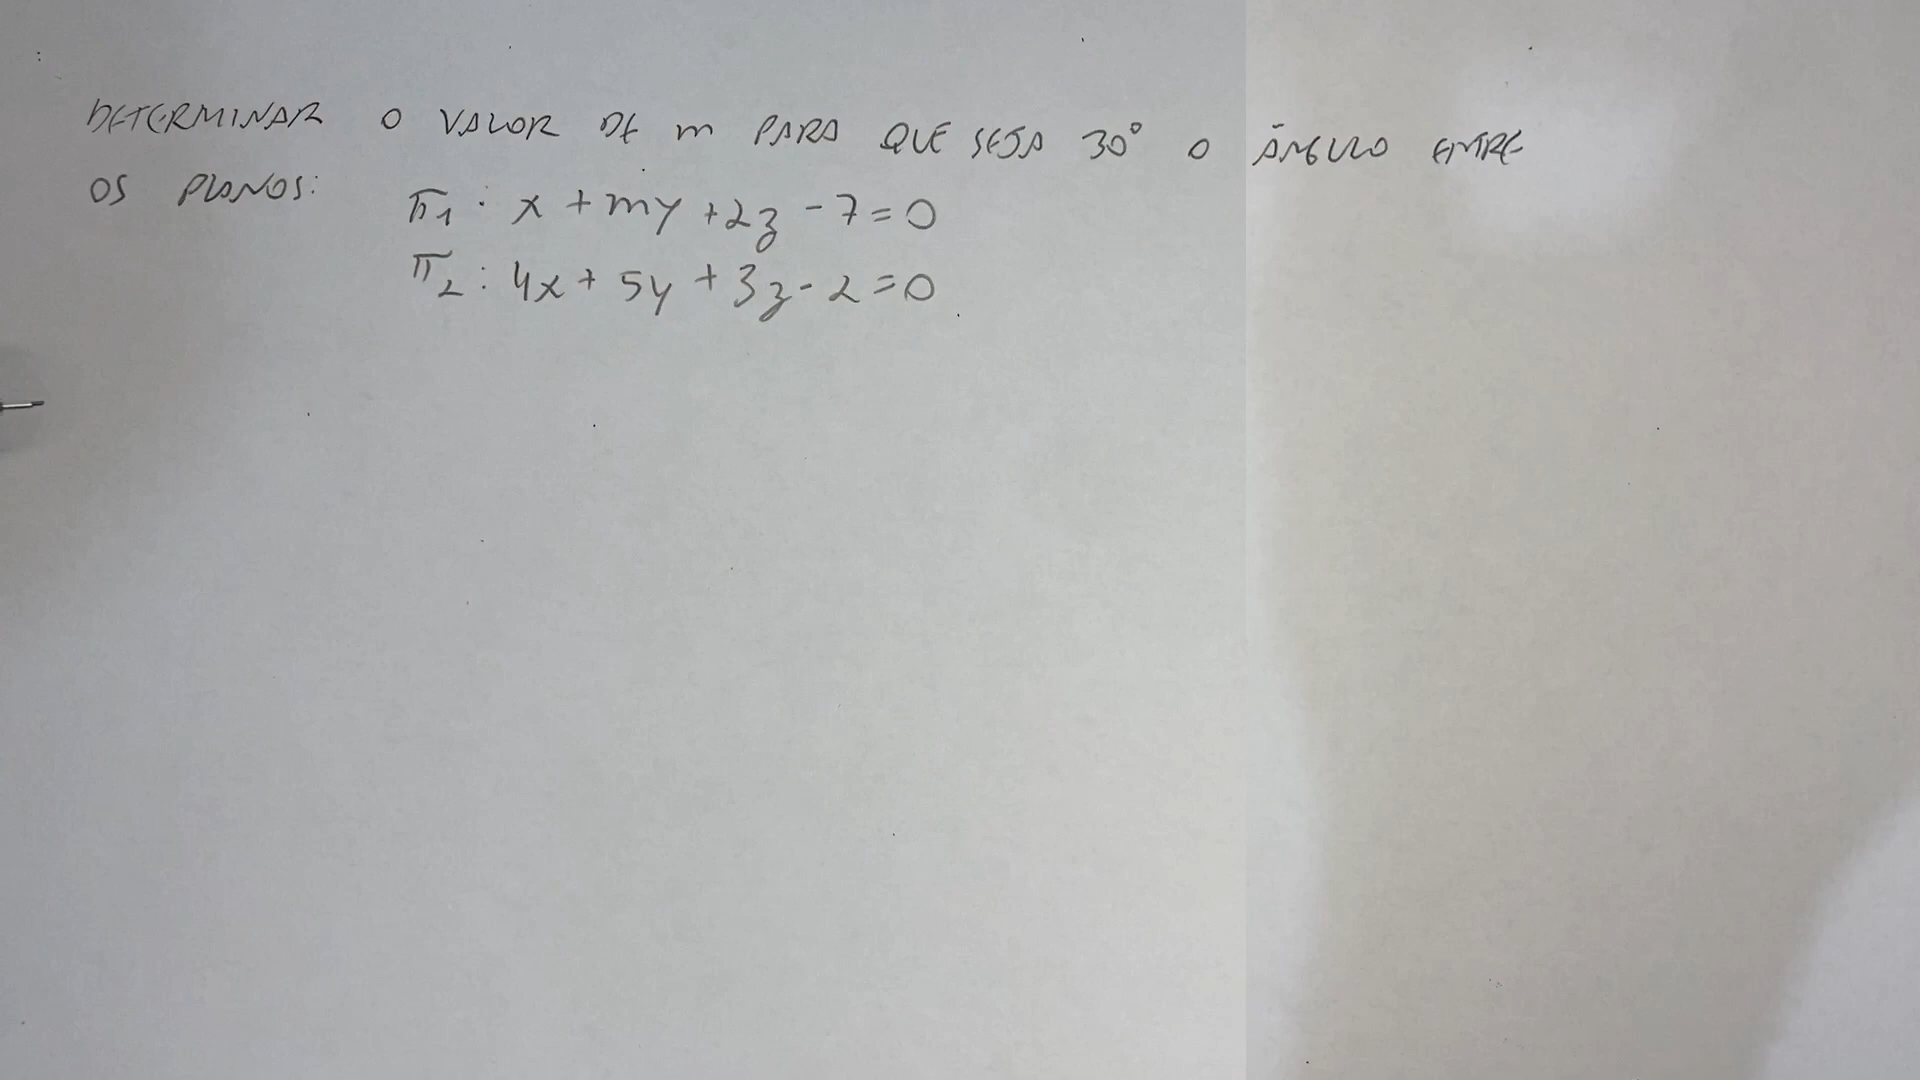 DETERMINAR O VALOR DE m PARA QUE SEJA 30° O ÂNGULO ENTRE
OS PLANOS: π₁: x + my + 2z - 7 = 0
π₂: 4x + 5y + 3z - 2 = 0